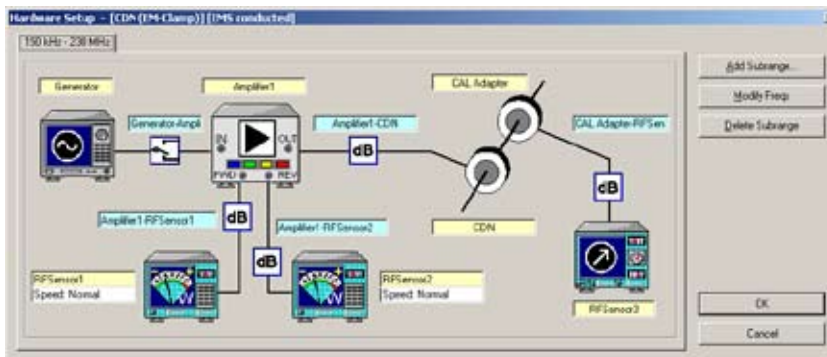 Hardware Setup - [CDN (EM-Clamp)] [IMS conducted]
150 kHz - 230 MHz
Add Subrange...
Modify Freqs
Delete Subrange
Generator
Amplifier1
CAL Adapter
Generator-Ampli
Amplifier1-CDN
CAL Adapter-RFSen
IN
OUT
FWD
REV
dB
dB
dB
dB
Amplifier1-RFSensor1
Amplifier1-RFSensor2
CDN
RFSensor1
Speed: Normal
RFSensor2
Speed: Normal
RFSensor3
OK
Cancel